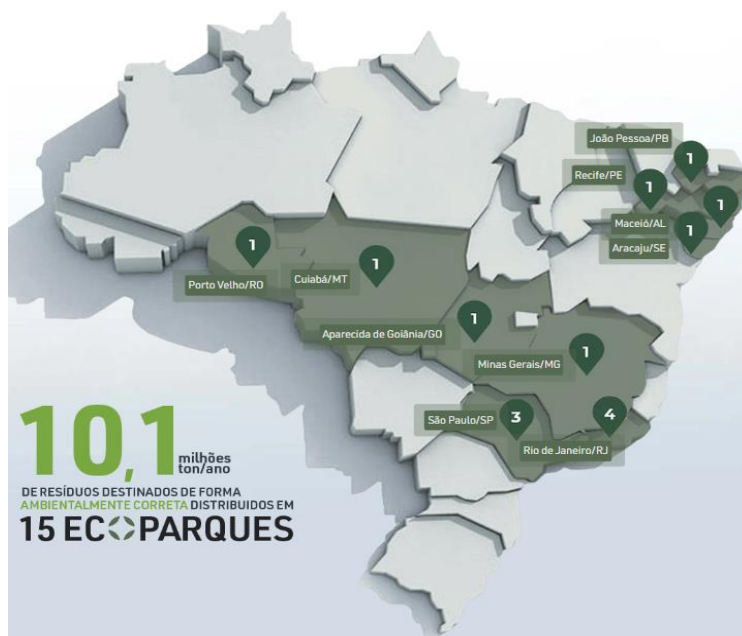 João Pessoa/PB
1
Recife/PE
1
1
Maceió/AL
1
Aracaju/SE
1
Porto Velho/RO
1
Cuiabá/MT
1
Aparecida de Goiânia/GO
1
Minas Gerais/MG
3
São Paulo/SP
4
Rio de Janeiro/RJ
10,1 milhões
ton/ano
DE RESÍDUOS DESTINADOS DE FORMA
AMBIENTALMENTE CORRETA DISTRIBUIDOS EM
15 ECOPARQUES